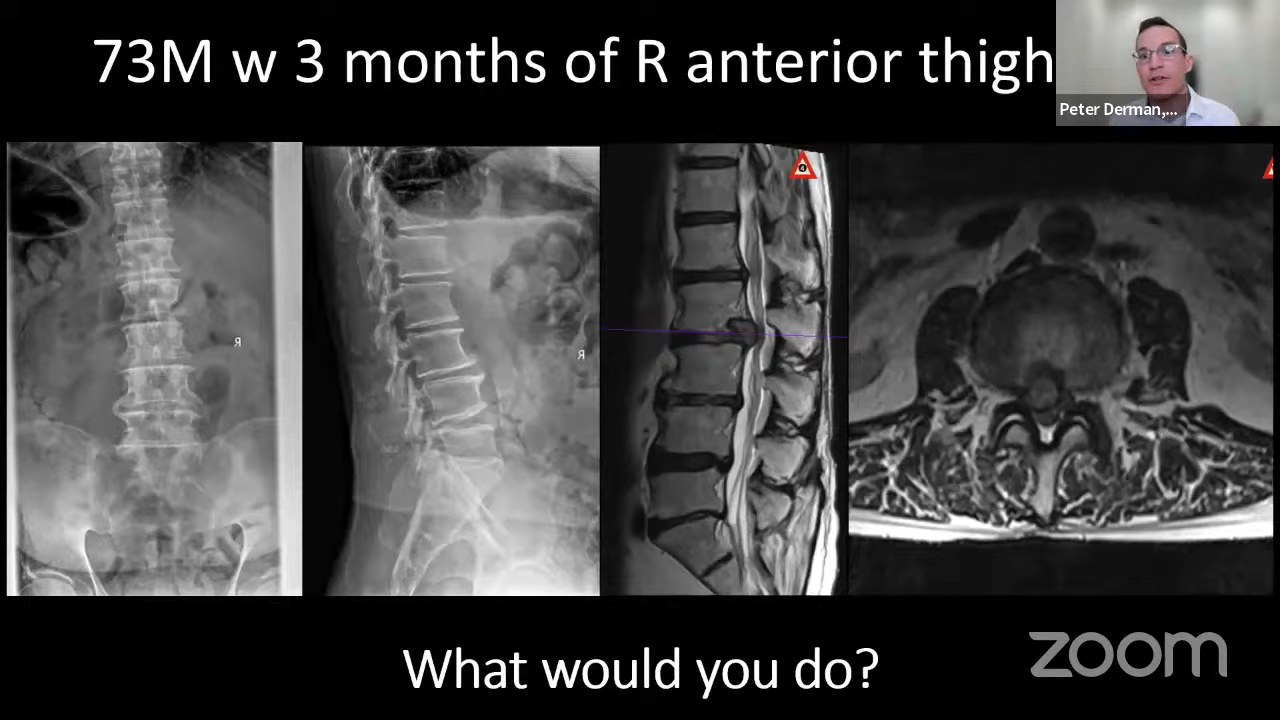 73M w 3 months of R anterior thigh
Peter Derman,...
R
R
What would you do?
zoom